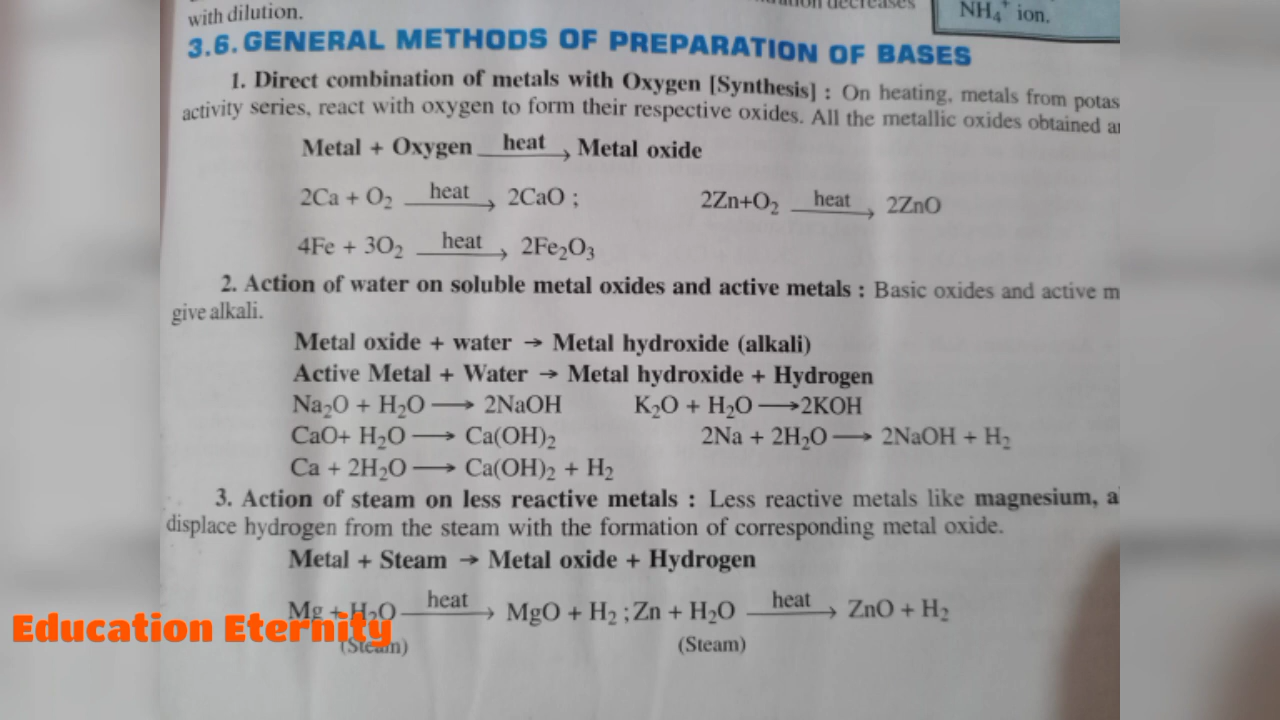 with dilution.
decreases
NH₄⁺ ion.
3.6. GENERAL METHODS OF PREPARATION OF BASES
1. Direct combination of metals with Oxygen [Synthesis] : On heating, metals from
activity series, react with oxygen to form their respective oxides. All the metallic oxides obtained
Metal + Oxygen heat → Metal oxide
2Ca + O₂ heat → 2CaO ; 2Zn+O₂ heat → 2ZnO
4Fe + 3O₂ heat → 2Fe₂O₃
2. Action of water on soluble metal oxides and active metals : Basic oxides and active
give alkali.
Metal oxide + water → Metal hydroxide (alkali)
Active Metal + Water → Metal hydroxide + Hydrogen
Na₂O + H₂O → 2NaOH K₂O + H₂O →2KOH
CaO+ H₂O → Ca(OH)₂ 2Na + 2H₂O → 2NaOH + H₂
Ca + 2H₂O → Ca(OH)₂ + H₂
3. Action of steam on less reactive metals : Less reactive metals like magnesium,
displace hydrogen from the steam with the formation of corresponding metal oxide.
Metal + Steam → Metal oxide + Hydrogen
Mg + H₂O heat → MgO + H₂ ; Zn + H₂O heat → ZnO + H₂
Education Eternity
(Steam) (Steam)